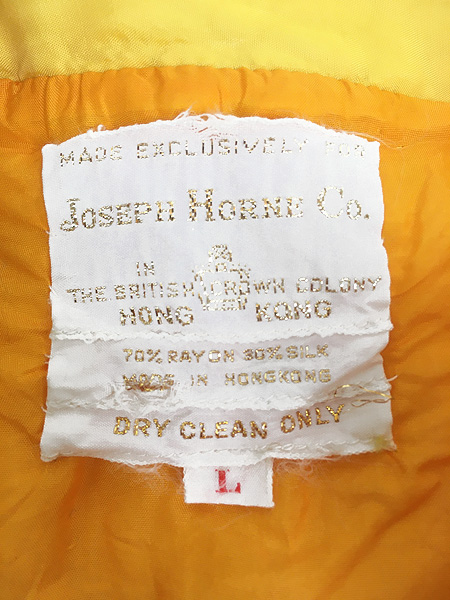 MADE EXCLUSIVELY FOR
JOSEPH HORNE CO.
IN
THE BRITISH CROWN COLONY
HONG KONG
70% RAYON 30% SILK
MADE IN HONGKONG
DRY CLEAN ONLY
L